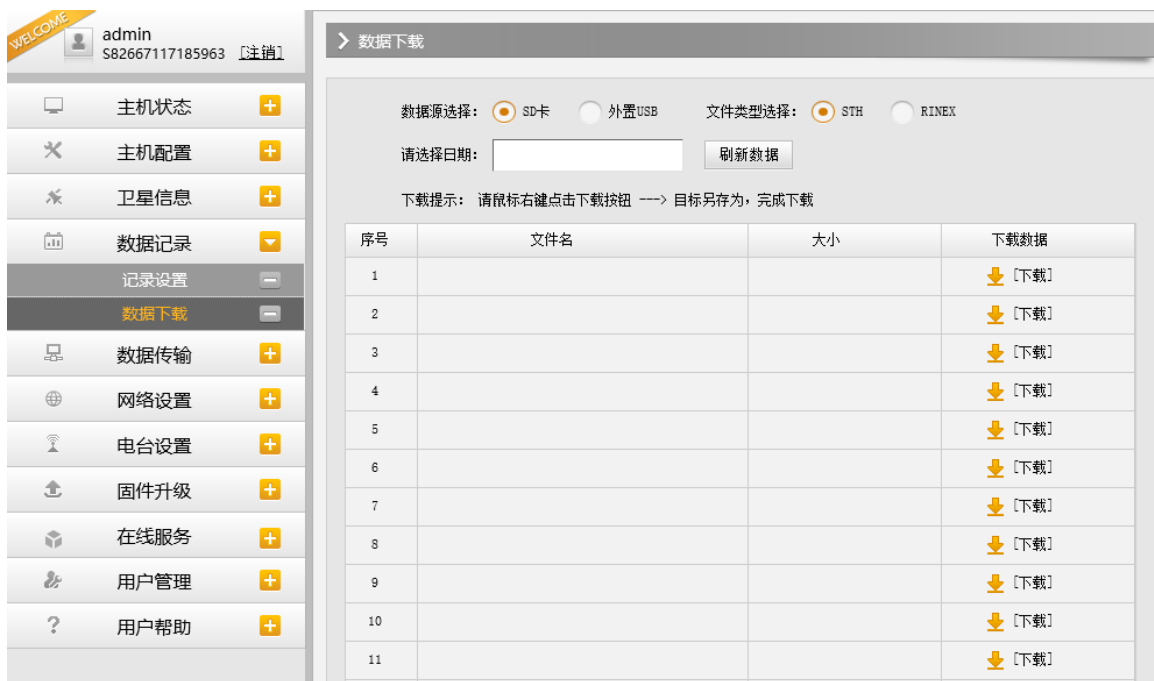 WELCOME
admin
S82667117185963 [注销]
主机状态
主机配置
卫星信息
数据记录
记录设置
数据下载
数据传输
网络设置
电台设置
固件升级
在线服务
用户管理
用户帮助
数据下载
数据源选择: SD卡 外置USB 文件类型选择: STH RINEX
请选择日期: 刷新数据
下载提示: 请鼠标右键点击下载按钮 ---> 目标另存为,完成下载
序号 文件名 大小 下载数据
1 [下载]
2 [下载]
3 [下载]
4 [下载]
5 [下载]
6 [下载]
7 [下载]
8 [下载]
9 [下载]
10 [下载]
11 [下载]